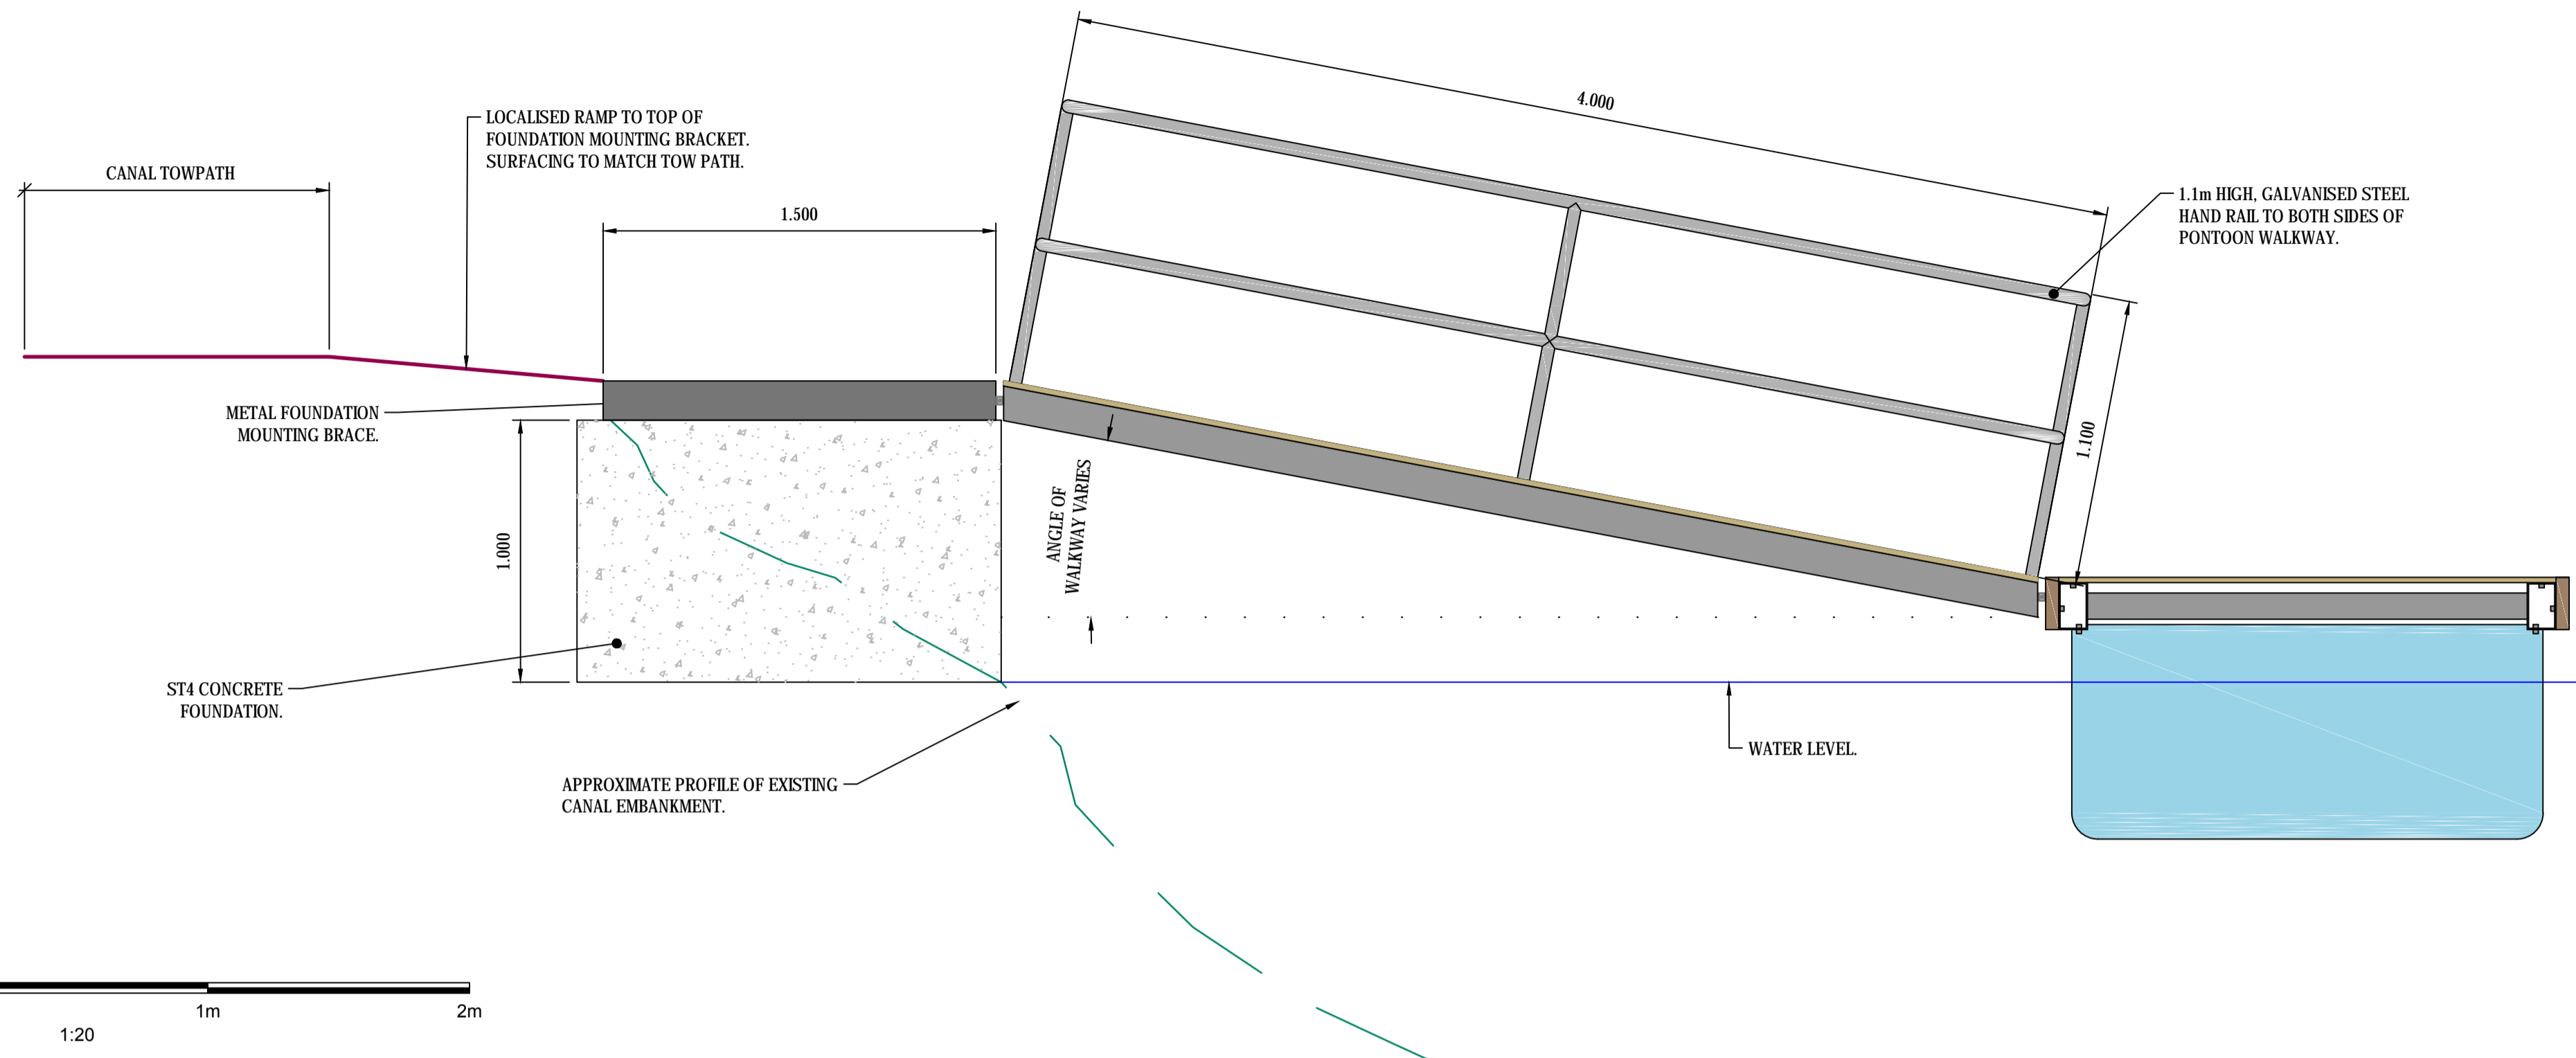 4.000
LOCALISED RAMP TO TOP OF
FOUNDATION MOUNTING BRACKET.
SURFACING TO MATCH TOW PATH.
CANAL TOWPATH
1.500
1.1m HIGH, GALVANISED STEEL
HAND RAIL TO BOTH SIDES OF
PONTOON WALKWAY.
METAL FOUNDATION
MOUNTING BRACE.
1.100
1.000
ANGLE OF
WALKWAY VARIES
ST4 CONCRETE
FOUNDATION.
WATER LEVEL.
APPROXIMATE PROFILE OF EXISTING
CANAL EMBANKMENT.
1m
2m
1:20